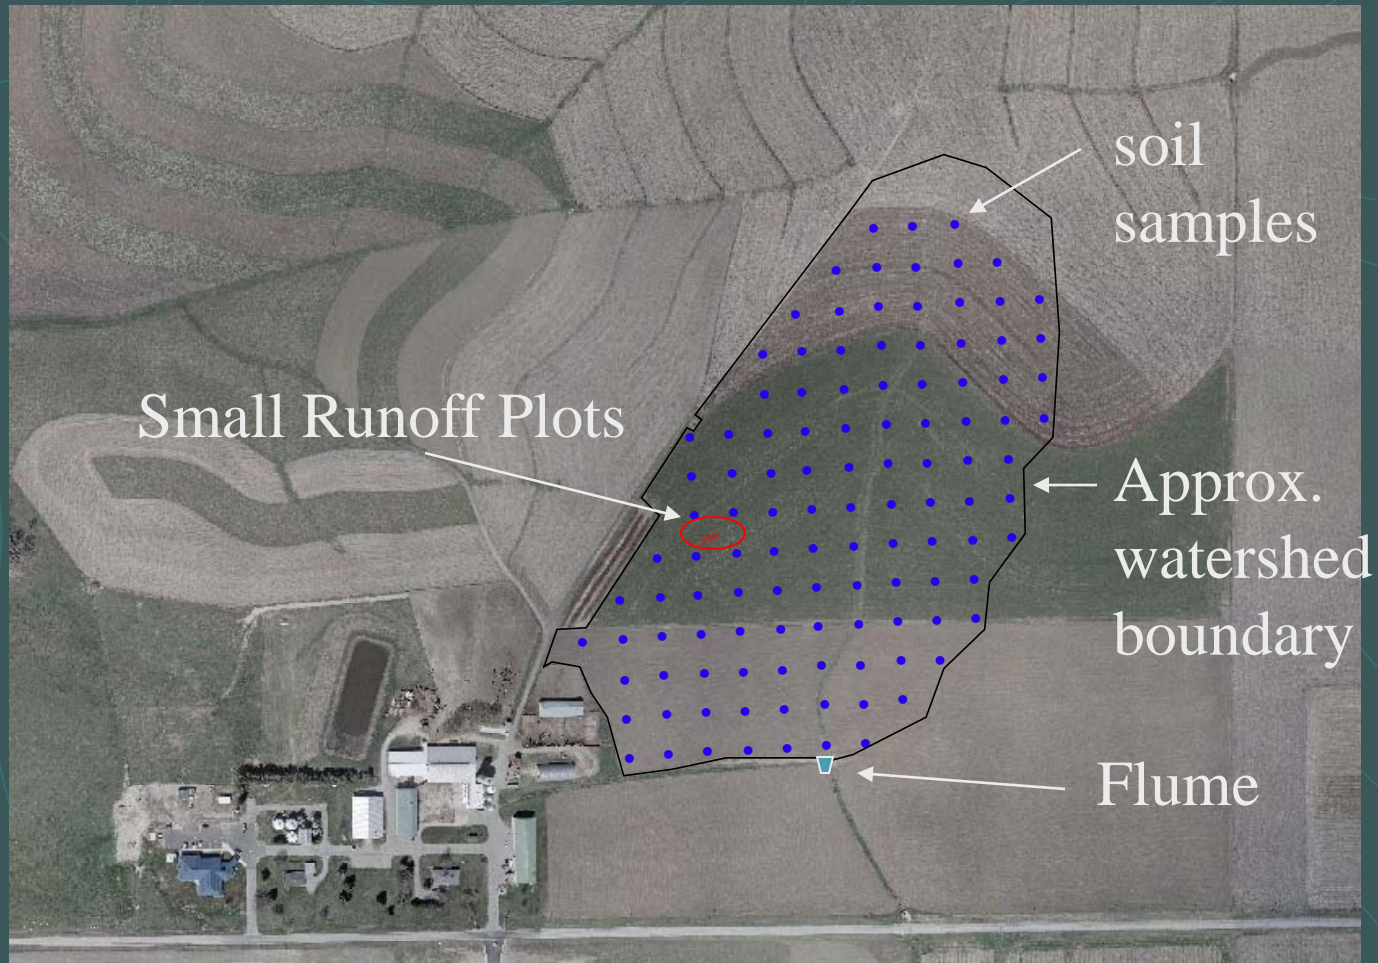 soil
samples
Small Runoff Plots
Approx.
watershed
boundary
Flume